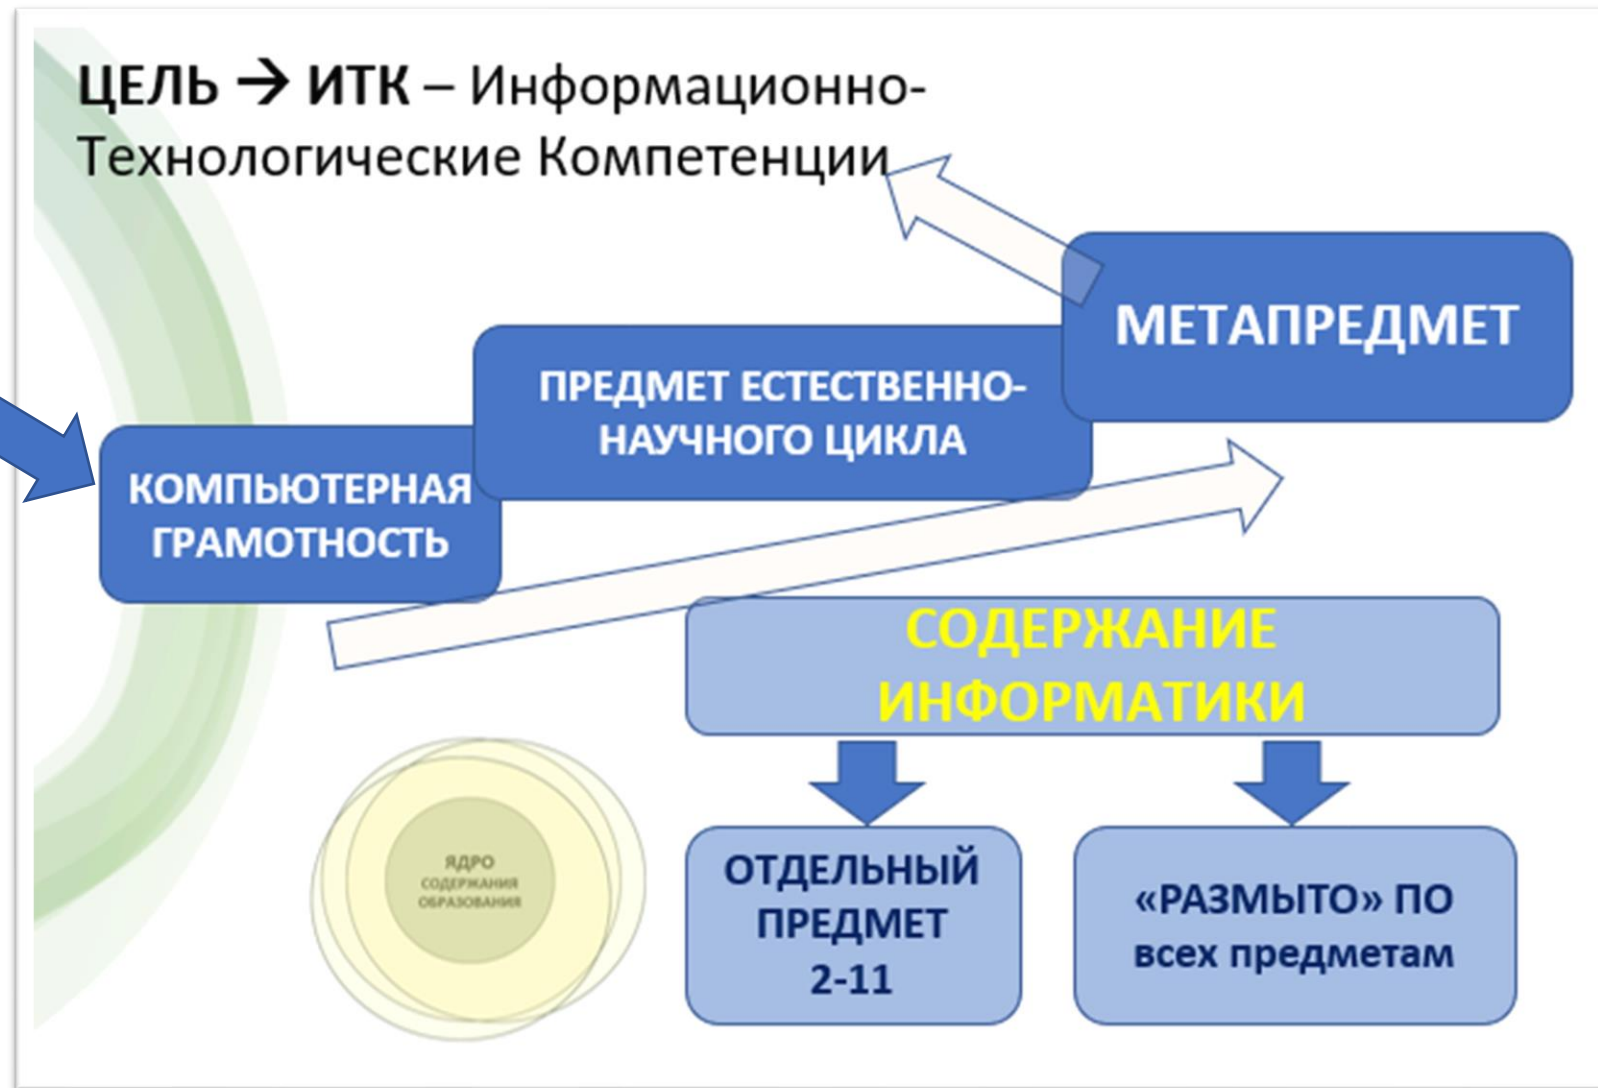 ЦЕЛЬ → ИТК – Информационно-
Технологические Компетенции
МЕТАПРЕДМЕТ
ПРЕДМЕТ ЕСТЕСТВЕННО-
НАУЧНОГО ЦИКЛА
КОМПЬЮТЕРНАЯ
ГРАМОТНОСТЬ
СОДЕРЖАНИЕ
ИНФОРМАТИКИ
ЯДРО
СОДЕРЖАНИЯ
ОБРАЗОВАНИЯ
ОТДЕЛЬНЫЙ
ПРЕДМЕТ
2-11
«РАЗМЫТО» ПО
всех предметам